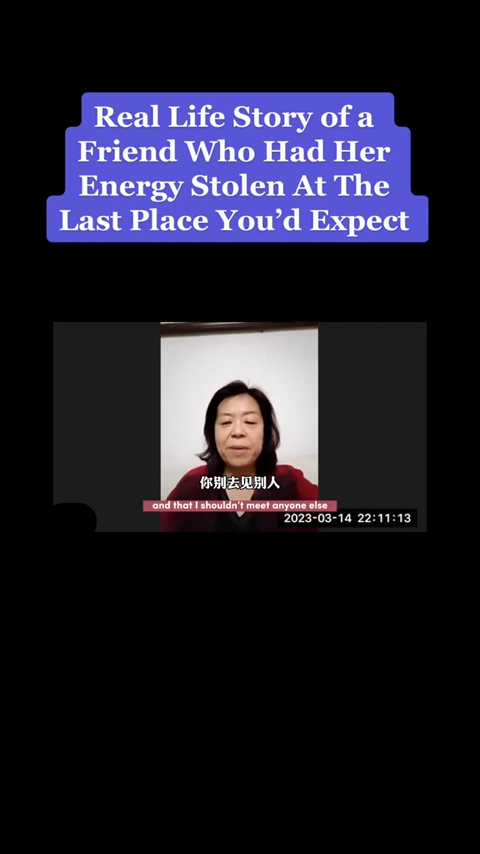 Real Life Story of a
Friend Who Had Her
Energy Stolen At The
Last Place You’d Expect
你别去见别人
and that I shouldn't meet anyone else
2023-03-14 22:11:13